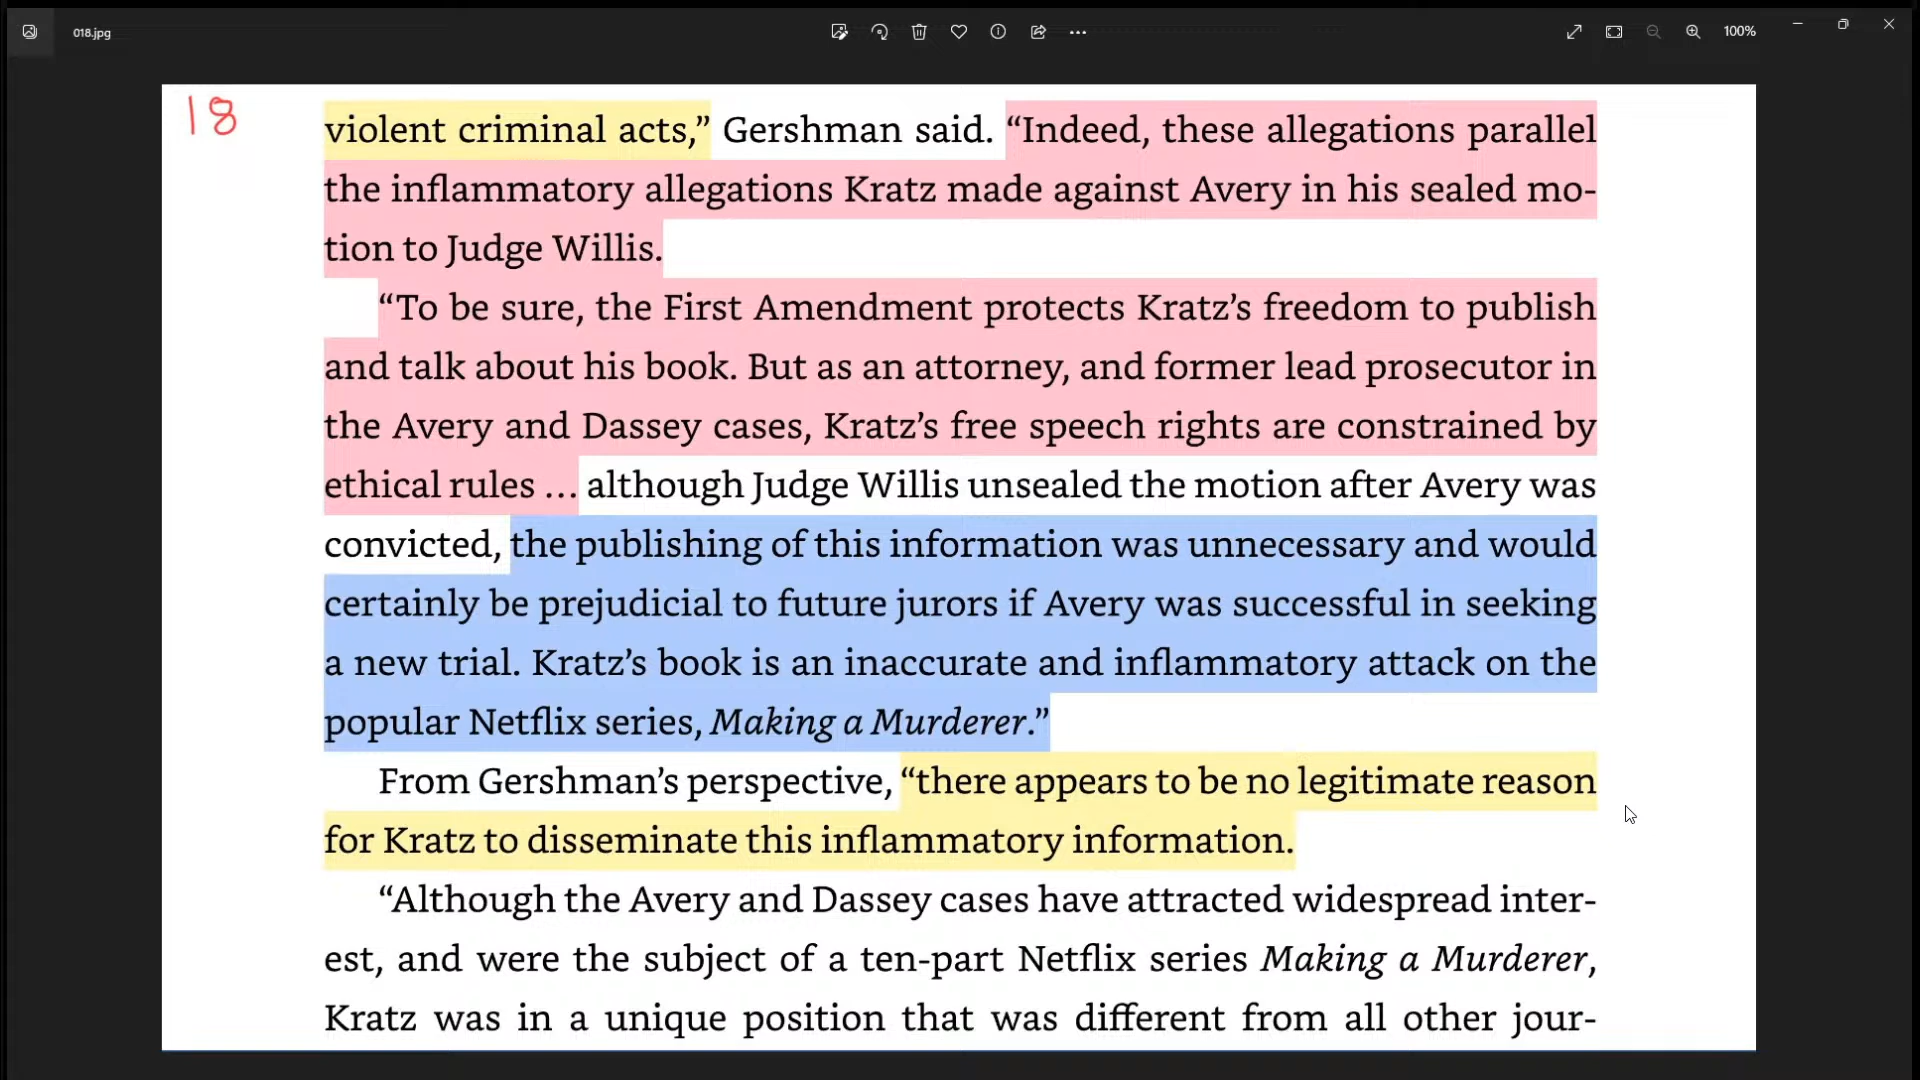 018.jpg
100%
18
violent criminal acts,” Gershman said. “Indeed, these allegations parallel
the inflammatory allegations Kratz made against Avery in his sealed mo-
tion to Judge Willis.
“To be sure, the First Amendment protects Kratz’s freedom to publish
and talk about his book. But as an attorney, and former lead prosecutor in
the Avery and Dassey cases, Kratz’s free speech rights are constrained by
ethical rules … although Judge Willis unsealed the motion after Avery was
convicted, the publishing of this information was unnecessary and would
certainly be prejudicial to future jurors if Avery was successful in seeking
a new trial. Kratz’s book is an inaccurate and inflammatory attack on the
popular Netflix series, Making a Murderer.”
From Gershman’s perspective, “there appears to be no legitimate reason
for Kratz to disseminate this inflammatory information.
“Although the Avery and Dassey cases have attracted widespread inter-
est, and were the subject of a ten-part Netflix series Making a Murderer,
Kratz was in a unique position that was different from all other jour-